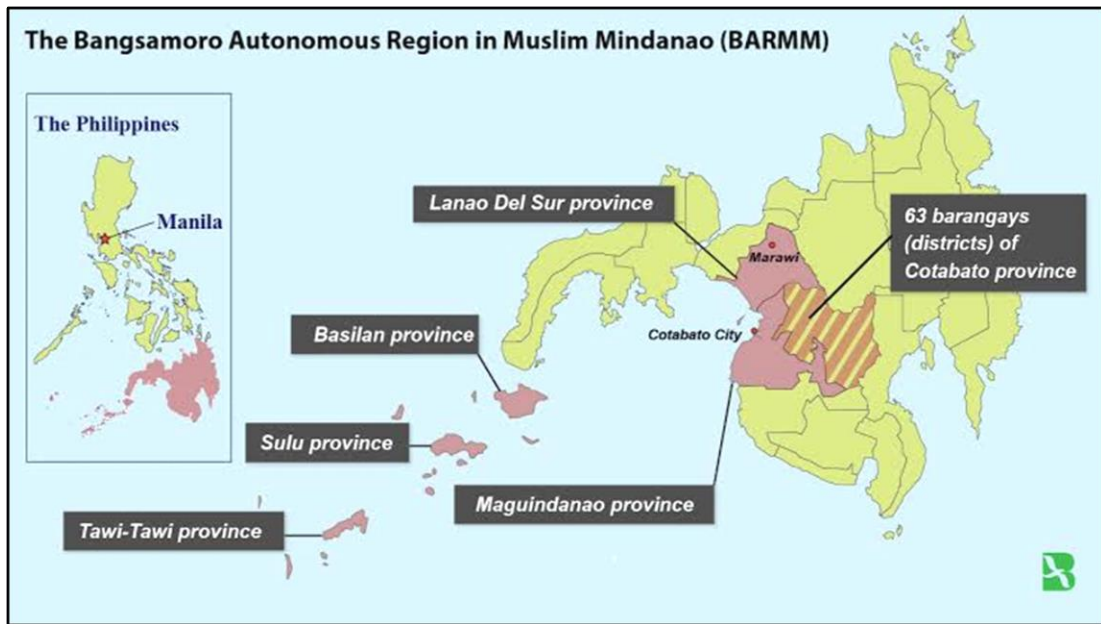 The Bangsamoro Autonomous Region in Muslim Mindanao (BARMM)
The Philippines
Manila
Lanao Del Sur province
63 barangays
(districts) of
Cotabato province
Marawi
Basilan province
Cotabato City
Sulu province
Maguindanao province
Tawi-Tawi province
B